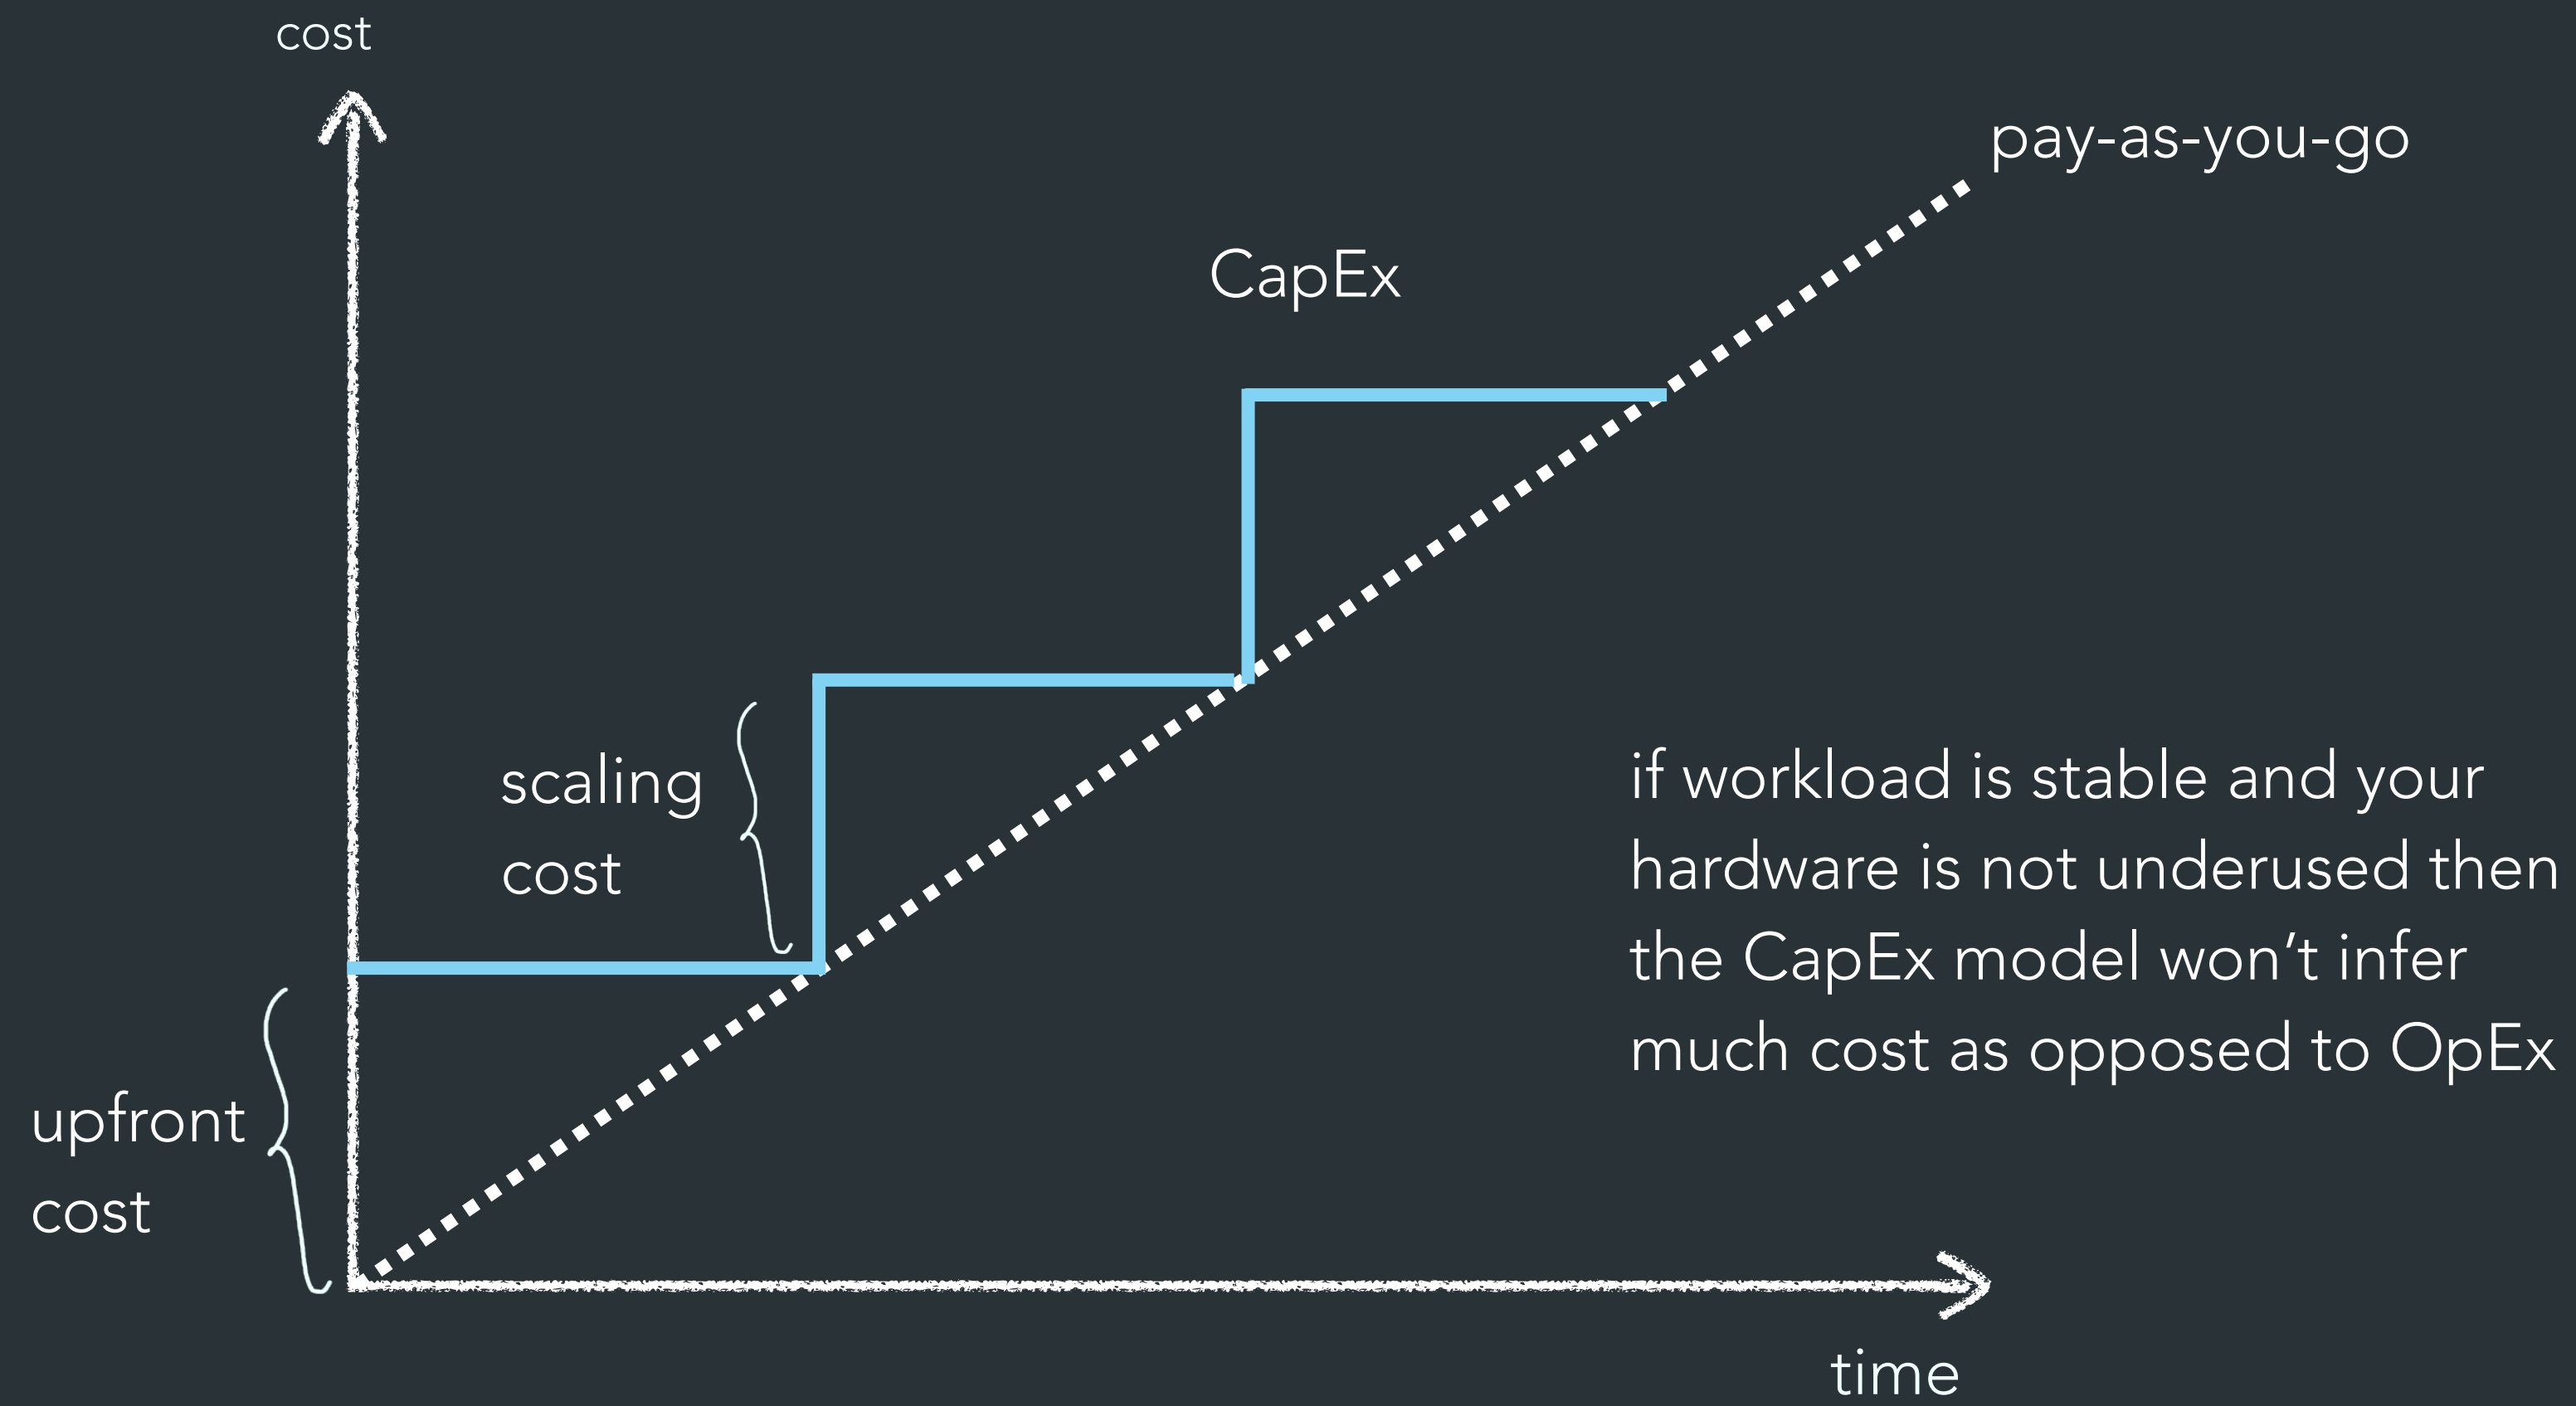 cost
pay-as-you-go
CapEx
scaling
cost
if workload is stable and your
hardware is not underused then
the CapEx model won’t infer
much cost as opposed to OpEx
upfront
cost
time